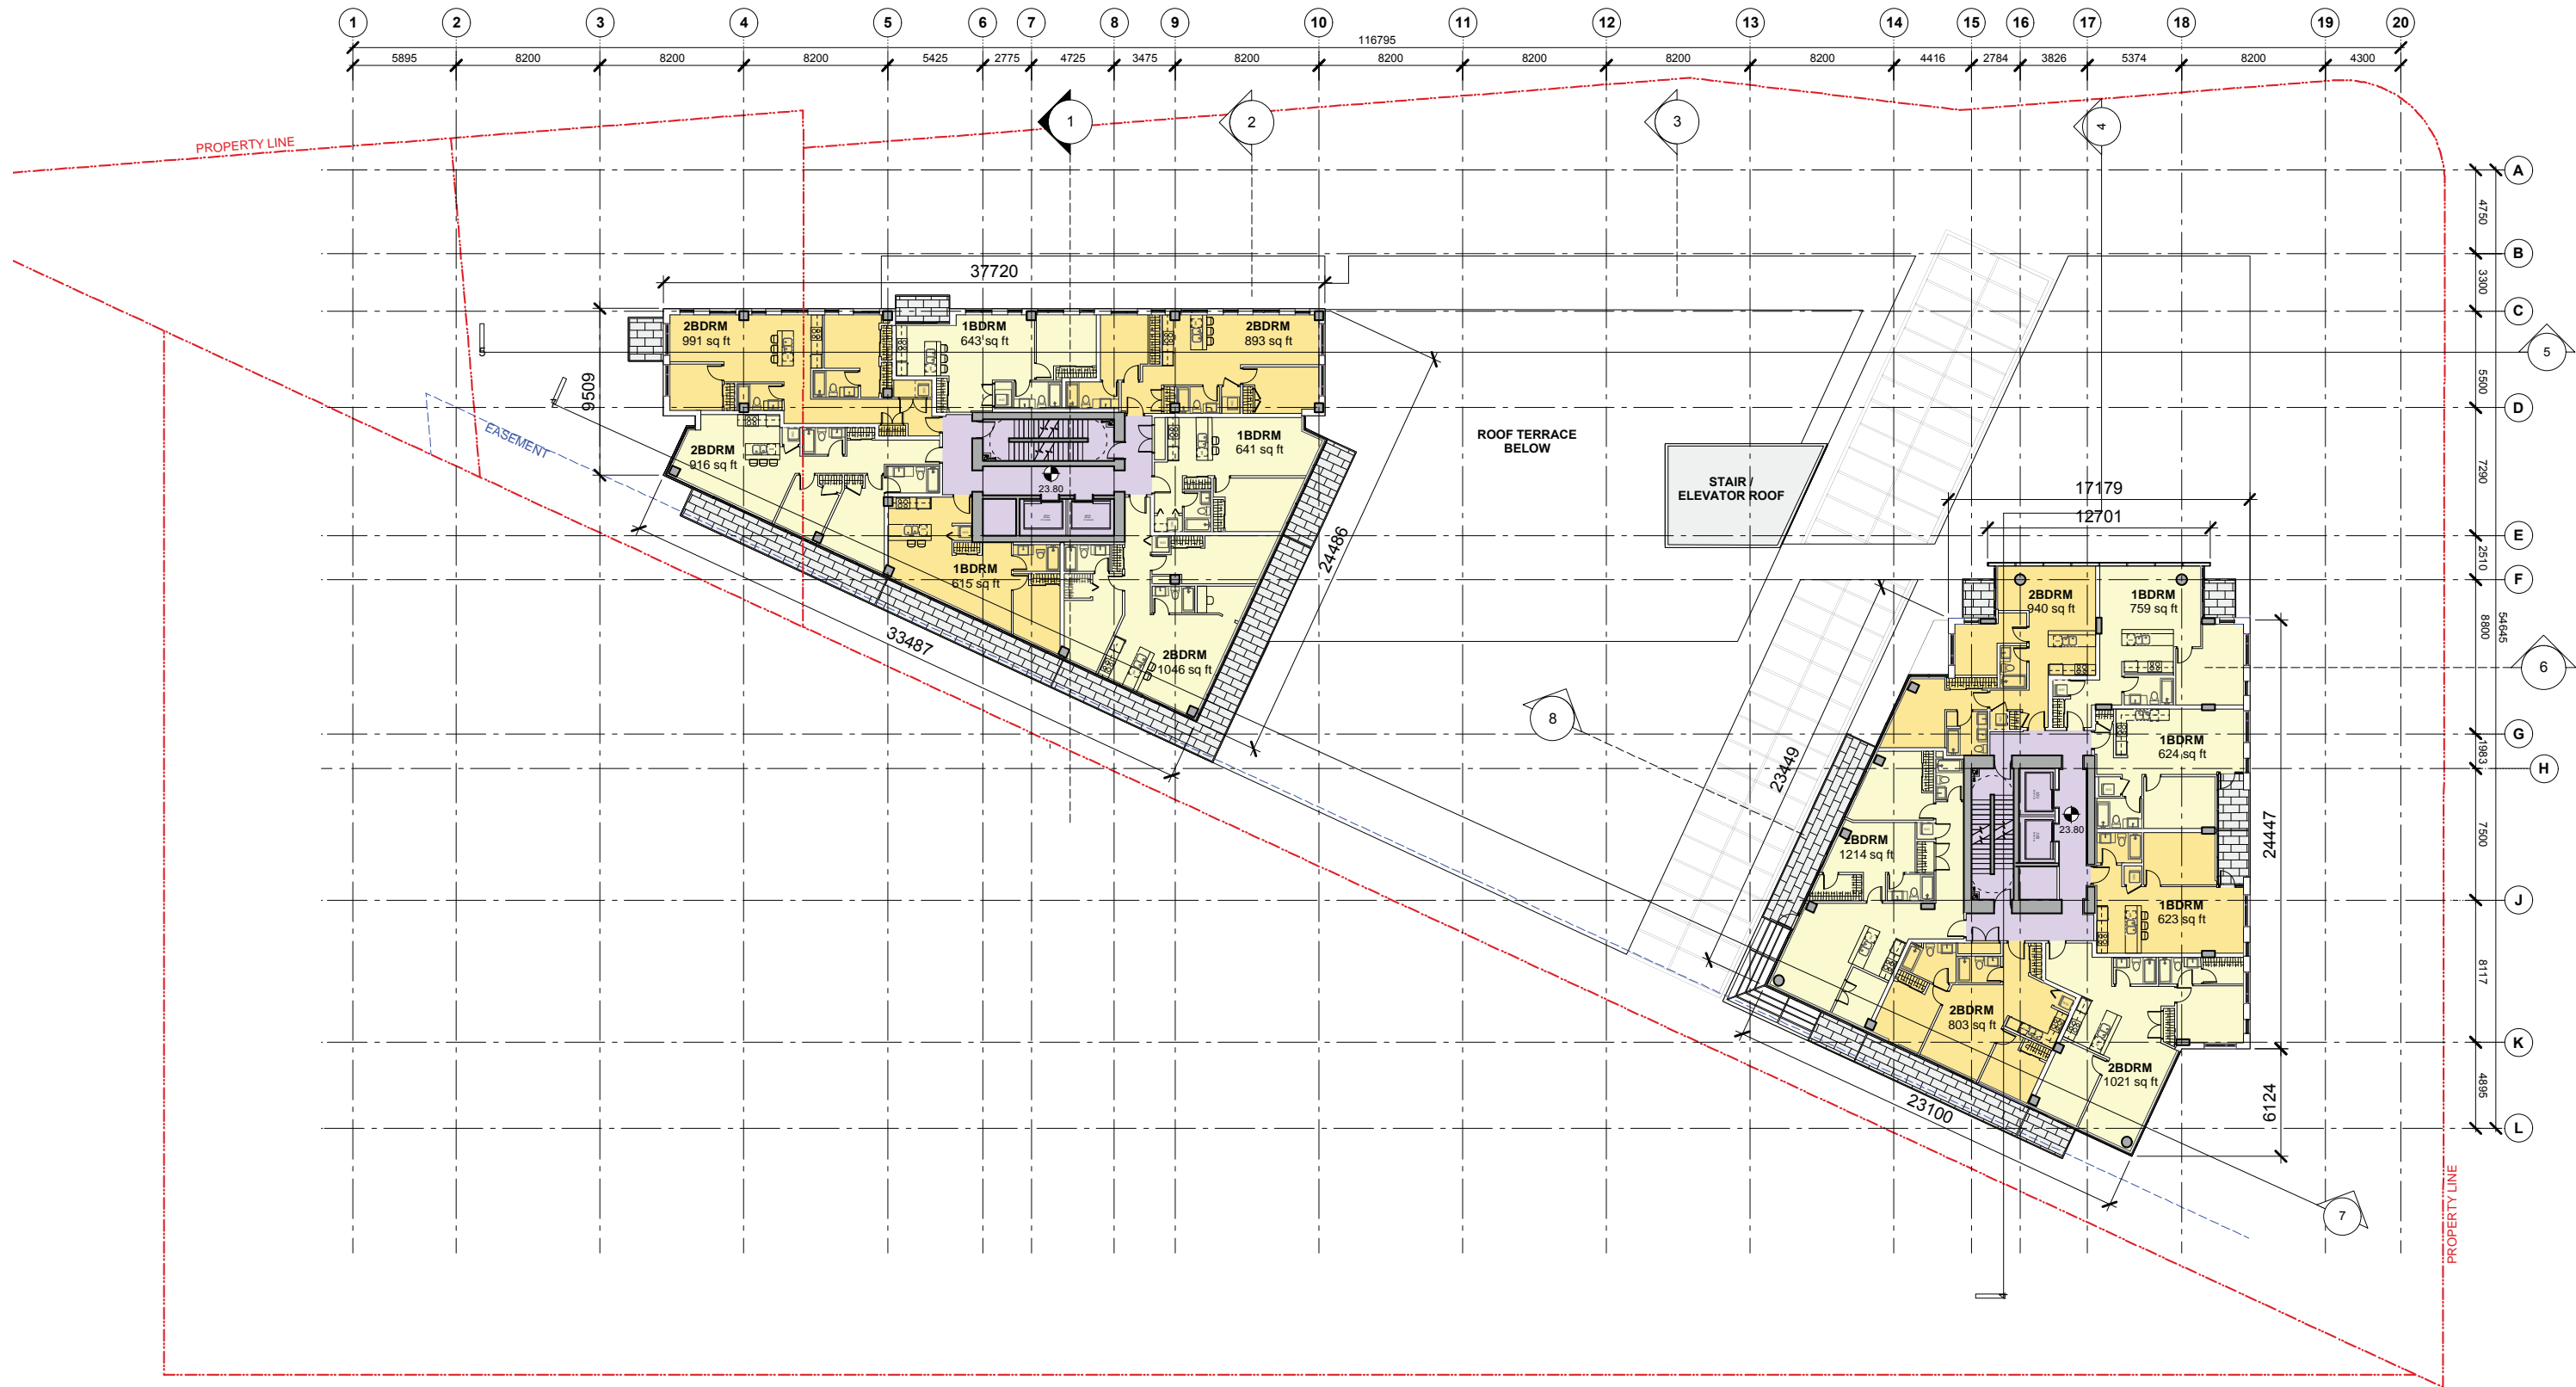 1 2 3 4 5 6 7 8 9 10 11 12 13 14 15 16 17 18 19 20
116795
5895 8200 8200 8200 5425 2775 4725 3475 8200 8200 8200 8200 8200 4416 2784 3826 5374 8200 4300
1 2 3 4
PROPERTY LINE
A
4750
B
3300
37720
C
2BDRM
991 sq ft
1BDRM
643 sq ft
2BDRM
893 sq ft
5
5
5500
9509
D
EASEMENT
2BDRM
916 sq ft
1BDRM
641 sq ft
ROOF TERRACE
BELOW
23.80
STAIR /
ELEVATOR ROOF
7290
17179
12701
E
24486
2510
1BDRM
615 sq ft
F
2BDRM
940 sq ft
1BDRM
759 sq ft
54645
8800
33487
2BDRM
1046 sq ft
6
8
G
1BDRM
624 sq ft
1983
H
23449
23.80
2BDRM
1214 sq ft
24447
7500
J
1BDRM
623 sq ft
8117
2BDRM
803 sq ft
K
2BDRM
1021 sq ft
4895
6124
23100
L
7
PROPERTY LINE
4